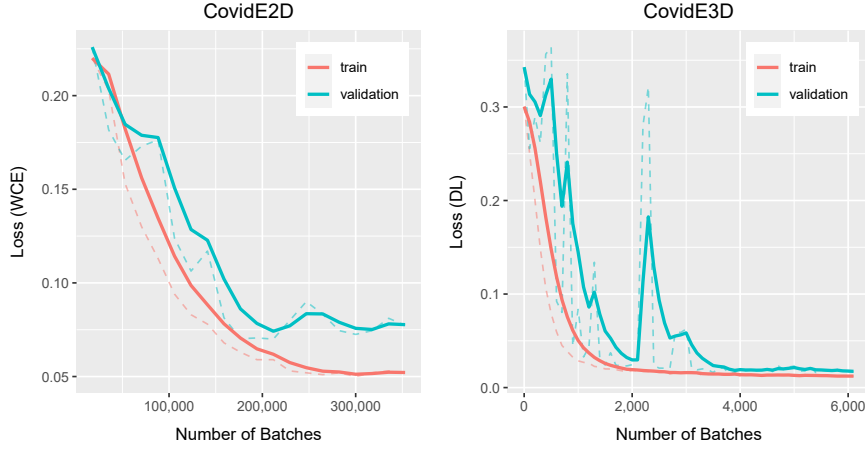 CovidE2D
train
validation
0.20
0.15
0.10
0.05
Loss (WCE)
100,000 200,000 300,000
Number of Batches
CovidE3D
train
validation
0.3
0.2
0.1
0.0
Loss (DL)
0 2,000 4,000 6,000
Number of Batches